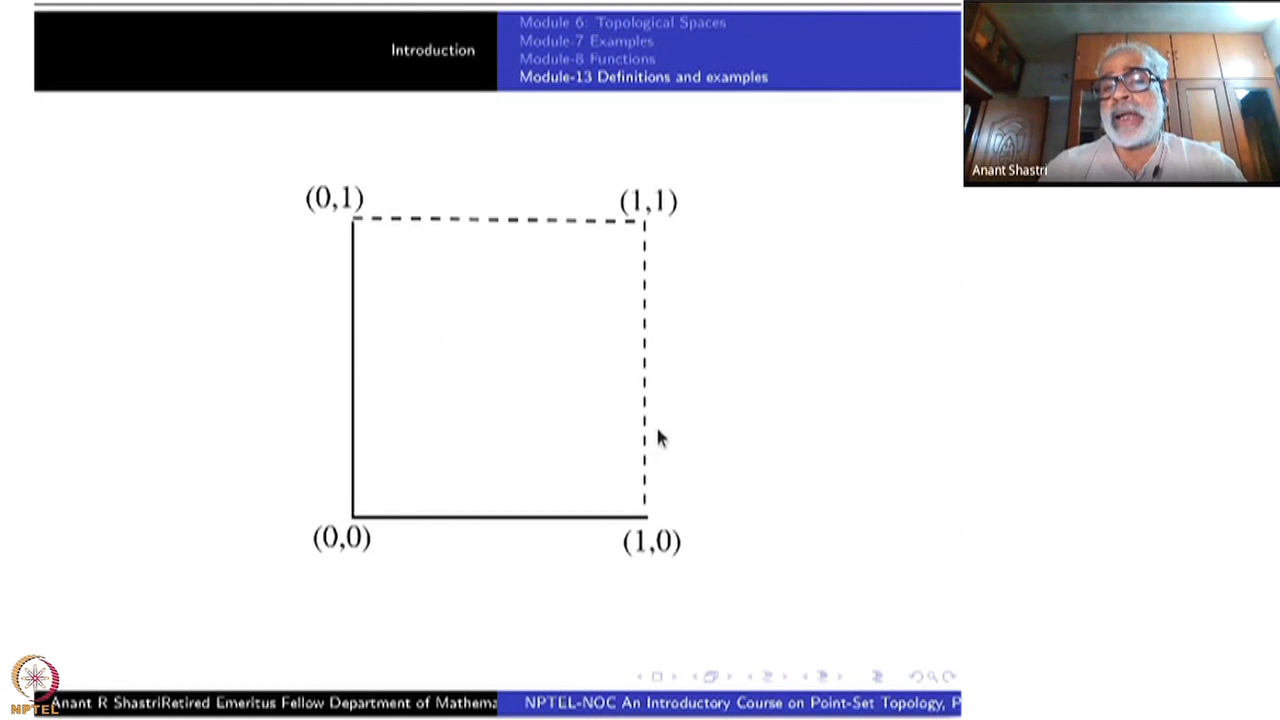 Module 6: Topological Spaces
Module-7 Examples
Introduction
Module-8 Functions
Module-13 Definitions and examples
Anant Shastri
(0,1)
(1,1)
(0,0)
(1,0)
NPTEL
Anant R ShastriRetired Emeritus Fellow Department of Mathema
NPTEL-NOC An Introductory Course on Point-Set Topology, P